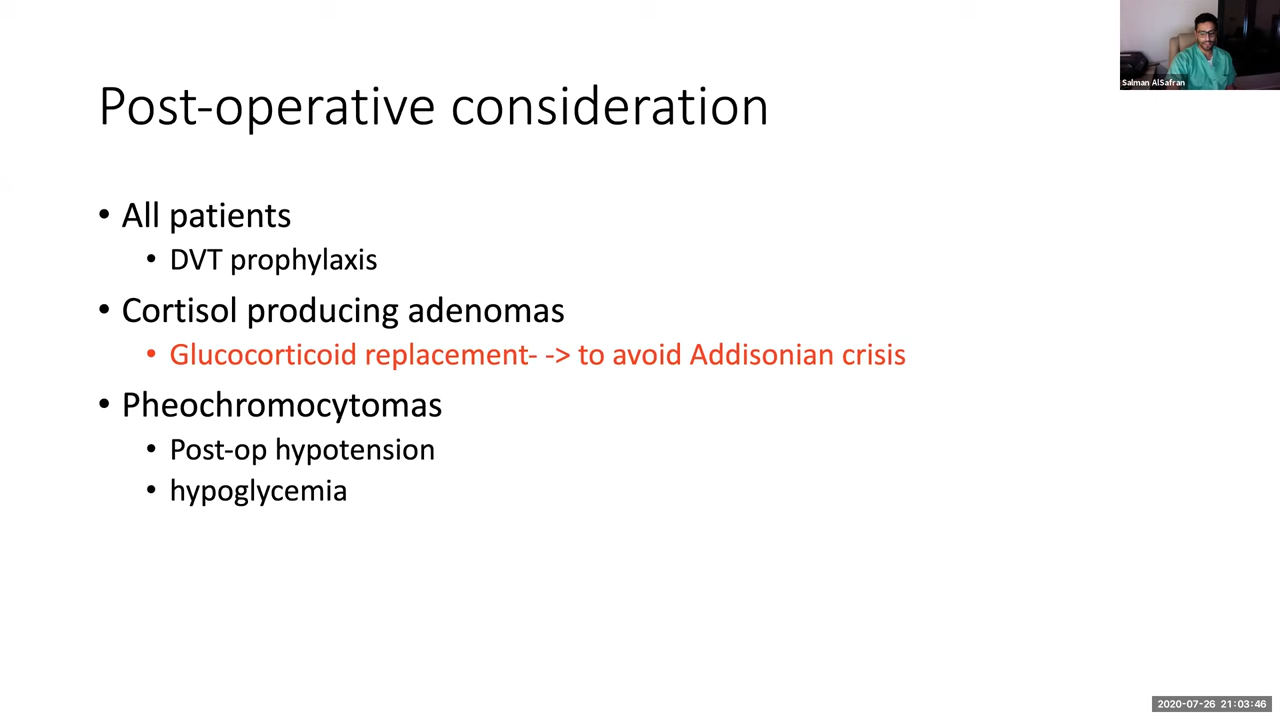 Salman AlSafran
Post-operative consideration
• All patients
• DVT prophylaxis
• Cortisol producing adenomas
• Glucocorticoid replacement- -> to avoid Addisonian crisis
• Pheochromocytomas
• Post-op hypotension
• hypoglycemia
2020-07-26 21:03:46